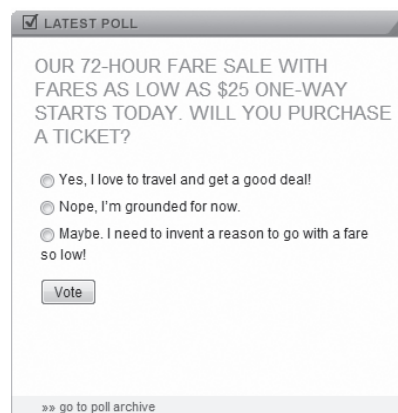 LATEST POLL
OUR 72-HOUR FARE SALE WITH
FARES AS LOW AS $25 ONE-WAY
STARTS TODAY. WILL YOU PURCHASE
A TICKET?
Yes, I love to travel and get a good deal!
Nope, I'm grounded for now.
Maybe. I need to invent a reason to go with a fare
so low!
Vote
»» go to poll archive